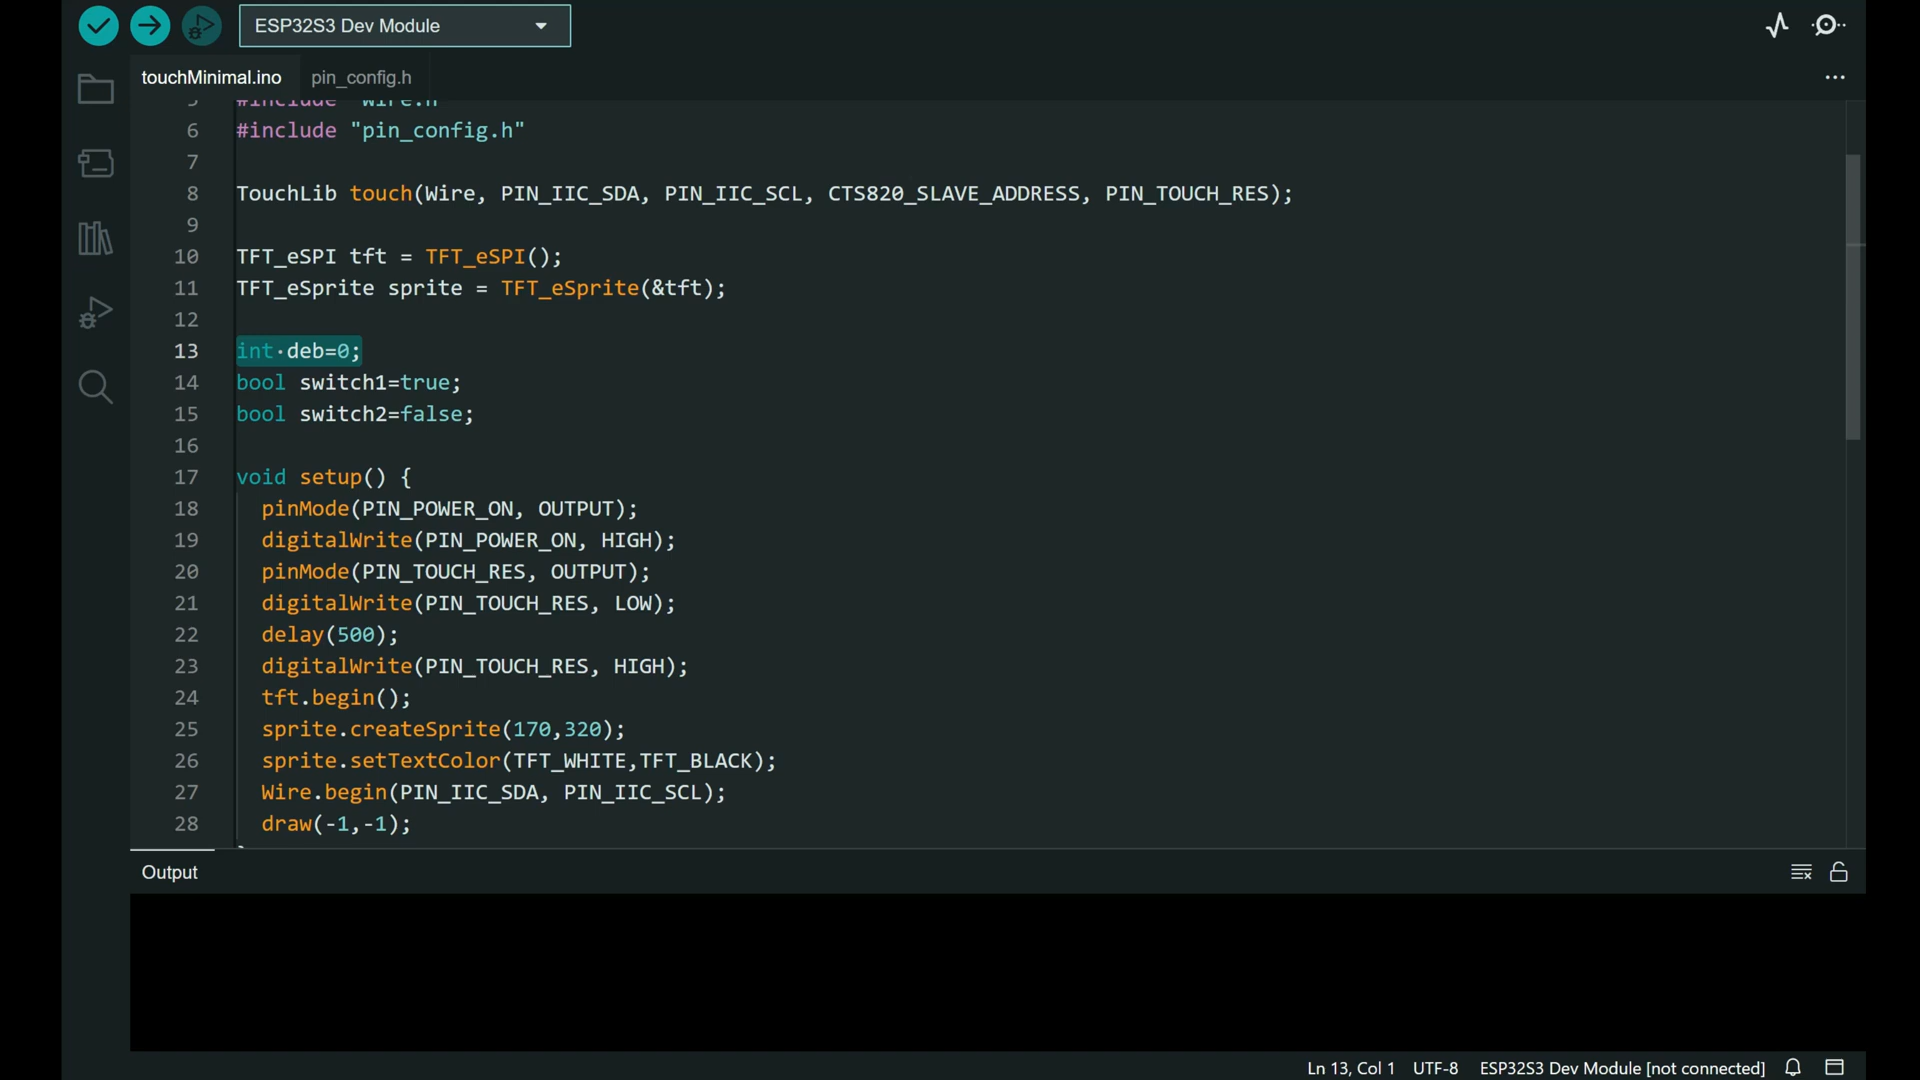 ESP32S3 Dev Module
touchMinimal.ino pin_config.h
5 #include "Wire.h"
6 #include "pin_config.h"
7
8 TouchLib touch(Wire, PIN_IIC_SDA, PIN_IIC_SCL, CTS820_SLAVE_ADDRESS, PIN_TOUCH_RES);
9
10 TFT_eSPI tft = TFT_eSPI();
11 TFT_eSprite sprite = TFT_eSprite(&tft);
12
13 int·deb=0;
14 bool switch1=true;
15 bool switch2=false;
16
17 void setup() {
18 pinMode(PIN_POWER_ON, OUTPUT);
19 digitalWrite(PIN_POWER_ON, HIGH);
20 pinMode(PIN_TOUCH_RES, OUTPUT);
21 digitalWrite(PIN_TOUCH_RES, LOW);
22 delay(500);
23 digitalWrite(PIN_TOUCH_RES, HIGH);
24 tft.begin();
25 sprite.createSprite(170,320);
26 sprite.setTextColor(TFT_WHITE,TFT_BLACK);
27 Wire.begin(PIN_IIC_SDA, PIN_IIC_SCL);
28 draw(-1,-1);
Output
Ln 13, Col 1 UTF-8 ESP32S3 Dev Module [not connected]